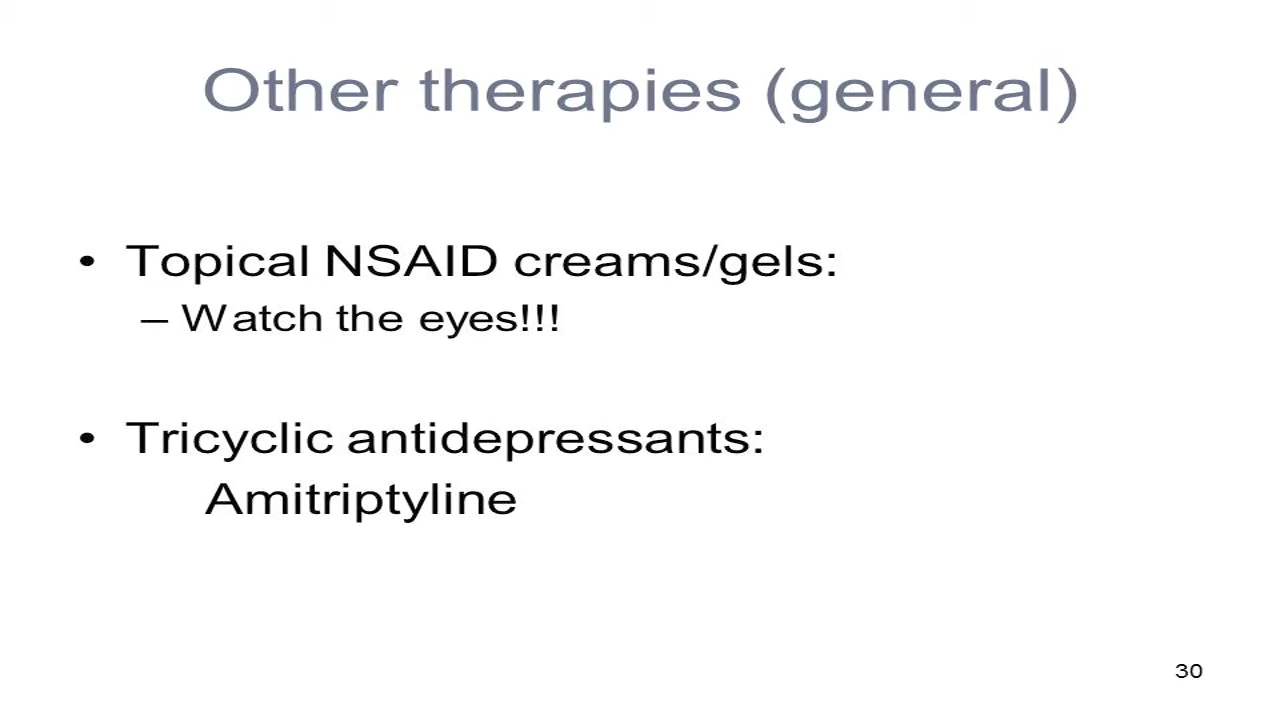 Other therapies (general)
• Topical NSAID creams/gels:
– Watch the eyes!!!
• Tricyclic antidepressants:
Amitriptyline
30